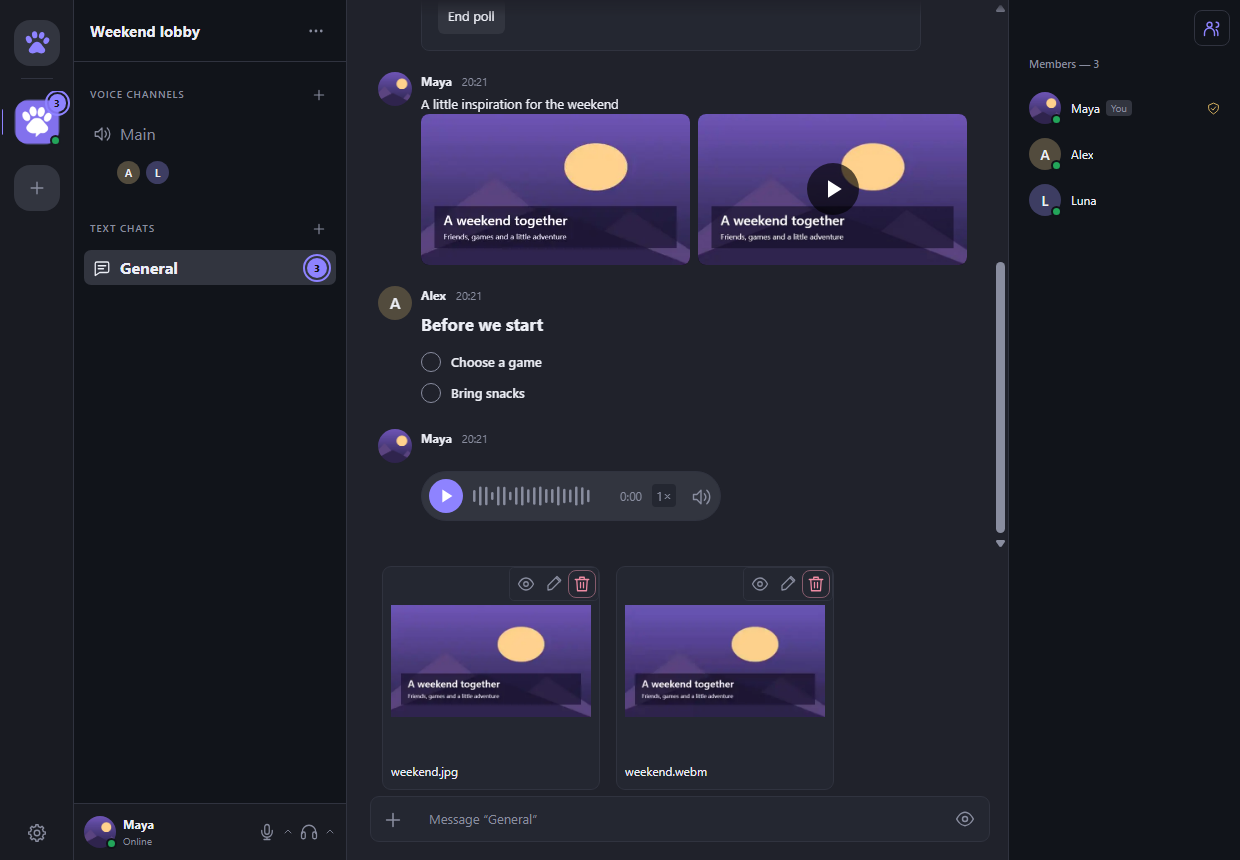 Weekend lobby
3
VOICE CHANNELS
Main
A L
TEXT CHATS
General
3
Maya
Online
End poll
Maya 20:21
A little inspiration for the weekend
A weekend together
Friends, games and a little adventure
A weekend together
Friends, games and a little adventure
A
Alex 20:21
Before we start
Choose a game
Bring snacks
Maya 20:21
0:00 1×
A weekend together
Friends, games and a little adventure
weekend.jpg
A weekend together
Friends, games and a little adventure
weekend.webm
Message “General”
Members — 3
Maya You
A Alex
L Luna